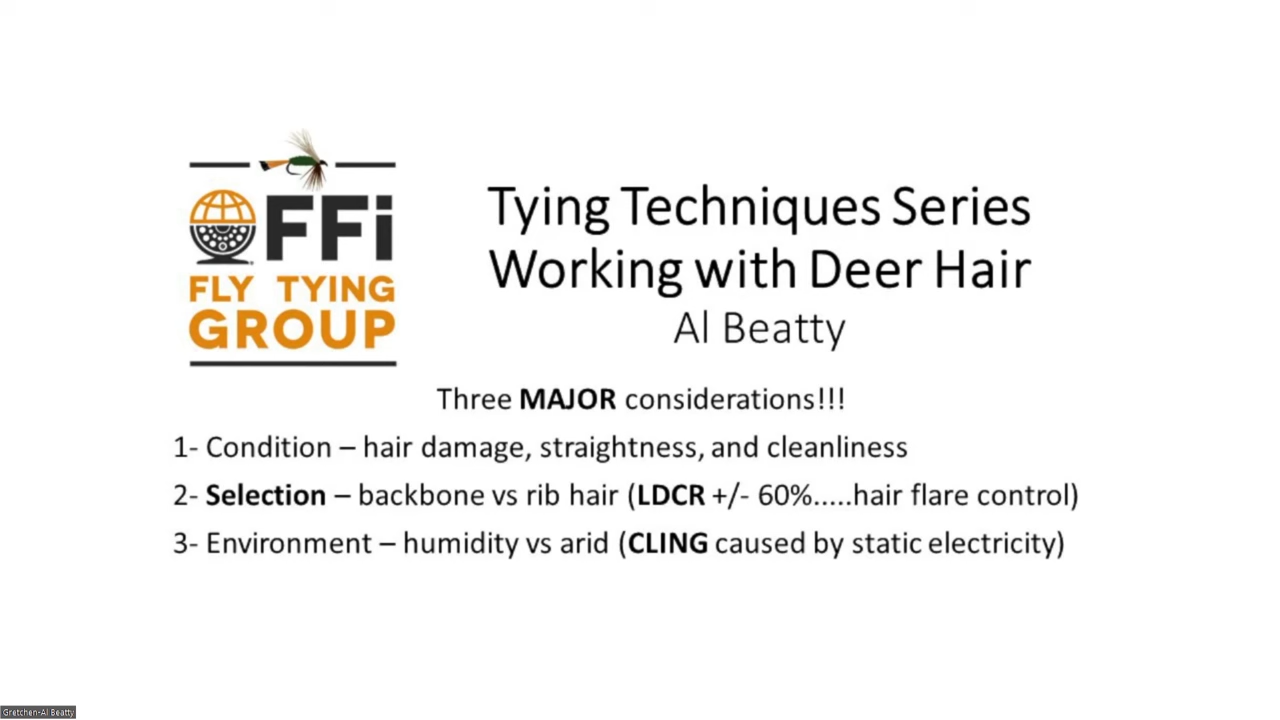 FFi
FLY TYING
GROUP
Tying Techniques Series
Working with Deer Hair
Al Beatty
Three MAJOR considerations!!!
1- Condition – hair damage, straightness, and cleanliness
2- Selection – backbone vs rib hair (LDCR +/- 60%.....hair flare control)
3- Environment – humidity vs arid (CLING caused by static electricity)
Gretchen-Al Beatty